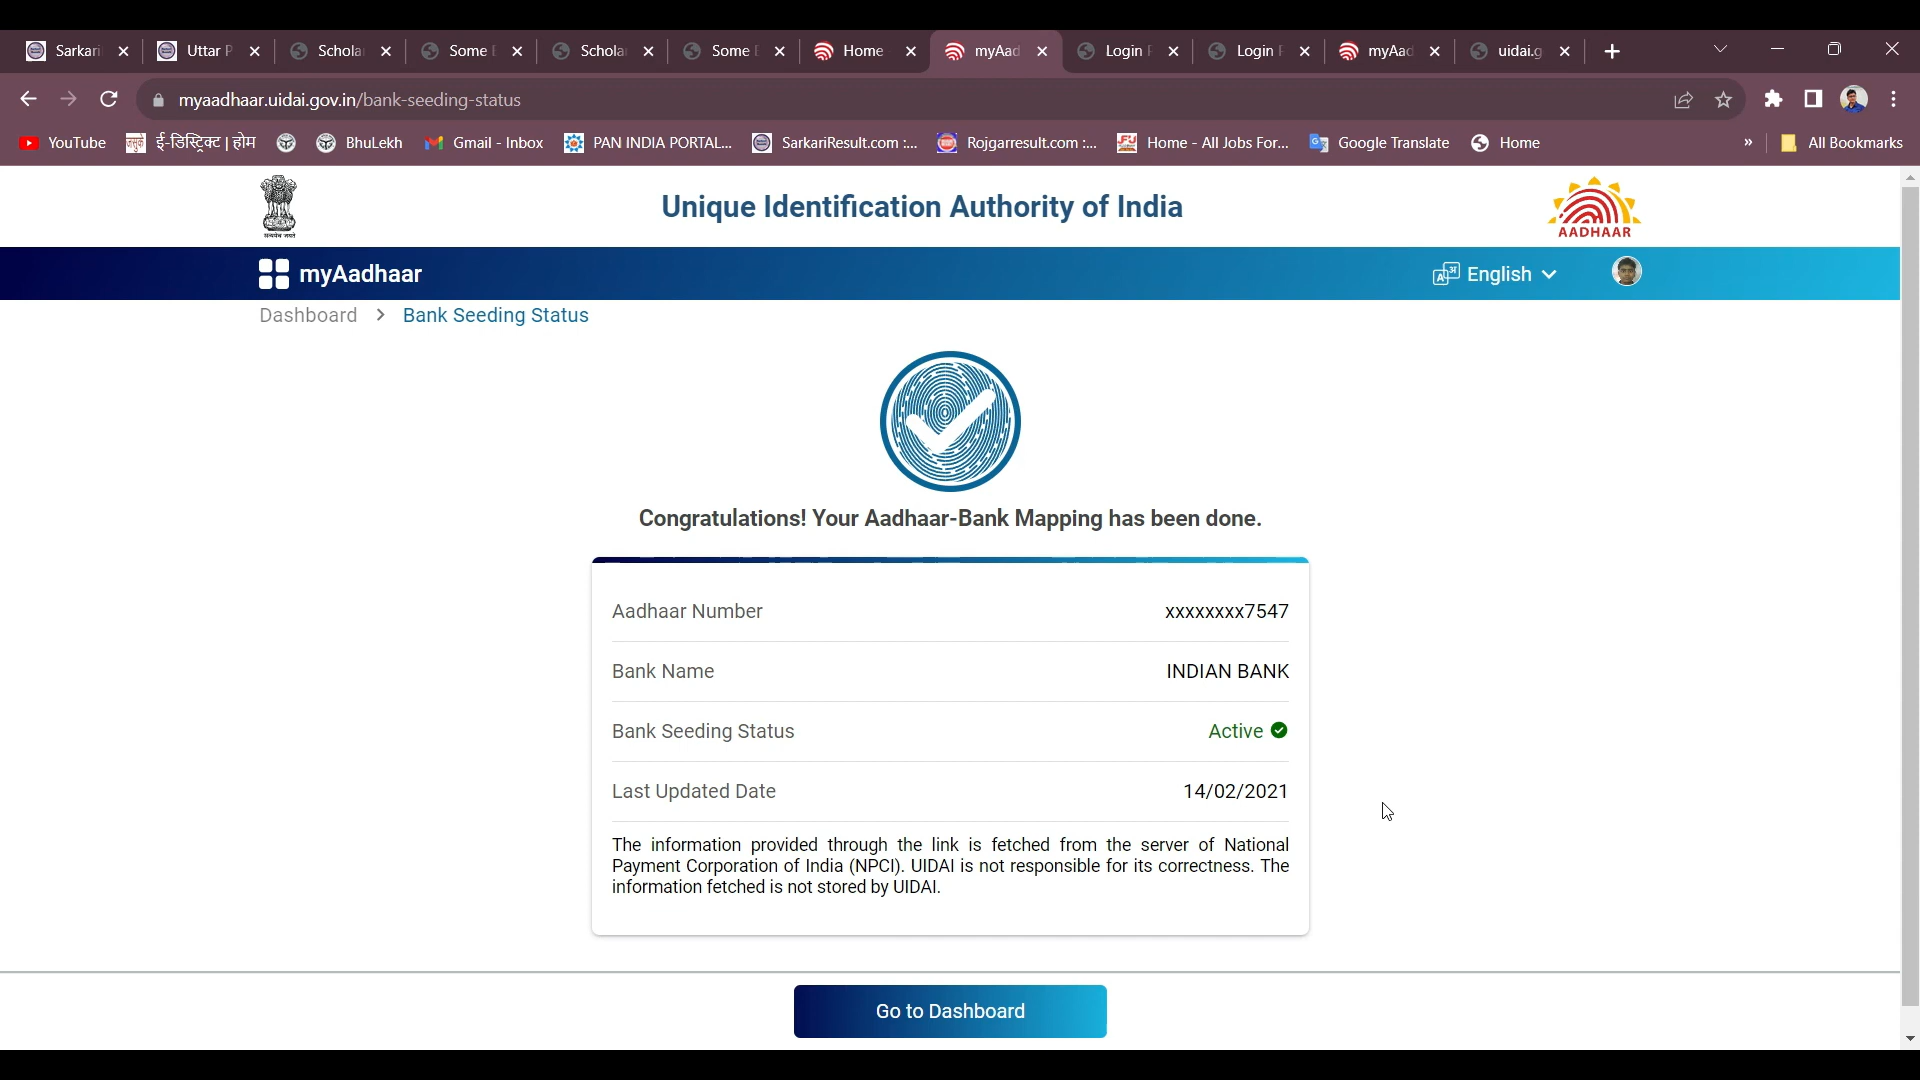 Sarkari
Uttar P
Schola
Some
Schola
Some
Home
myAad
Login
Login
myAad
uidai.g
myaadhaar.uidai.gov.in/bank-seeding-status
YouTube
ई-डिस्ट्रिक्ट | होम
BhuLekh
Gmail - Inbox
PAN INDIA PORTAL...
SarkariResult.com :...
Rojgarresult.com :...
Home - All Jobs For...
Google Translate
Home
»
All Bookmarks
सत्यमेव जयते
Unique Identification Authority of India
AADHAAR
myAadhaar
English
Dashboard > Bank Seeding Status
Congratulations! Your Aadhaar-Bank Mapping has been done.
Aadhaar Number xxxxxxxx7547
Bank Name INDIAN BANK
Bank Seeding Status Active
Last Updated Date 14/02/2021
The information provided through the link is fetched from the server of National
Payment Corporation of India (NPCI). UIDAI is not responsible for its correctness. The
information fetched is not stored by UIDAI.
Go to Dashboard